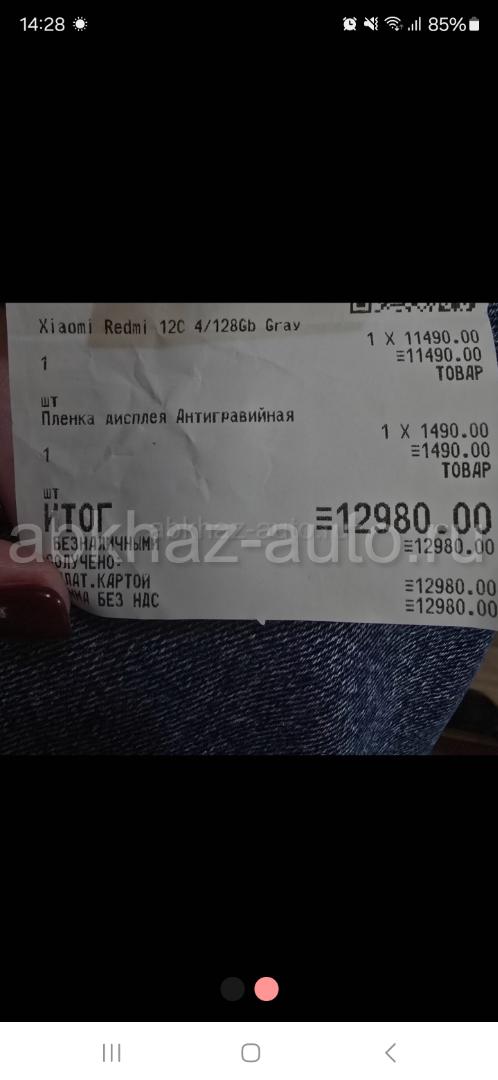 14:28
85%
Xiaomi Redmi 12C 4/128Gb Gray
1 X 11490.00
1
≡11490.00
ТОВАР
шт
Пленка дисплея Антигравийная
1 X 1490.00
1
≡1490.00
ТОВАР
шт
ИТОГ
≡12980.00
abkhaz-auto.ru
БЕЗНАЛИЧНЫМИ
≡12980.00
ПОЛУЧЕНО:
КАРТОЙ
≡12980.00
БЕЗ НДС
≡12980.00